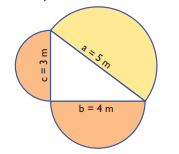 c = 3 m
a = 5 m
b = 4 m